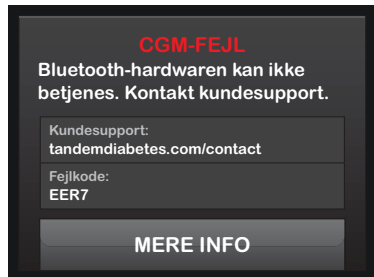 CGM-FEJL
Bluetooth-hardwaren kan ikke
betjenes. Kontakt kundesupport.
Kundesupport:
tandemdiabetes.com/contact
Fejlkode:
EER7
MERE INFO